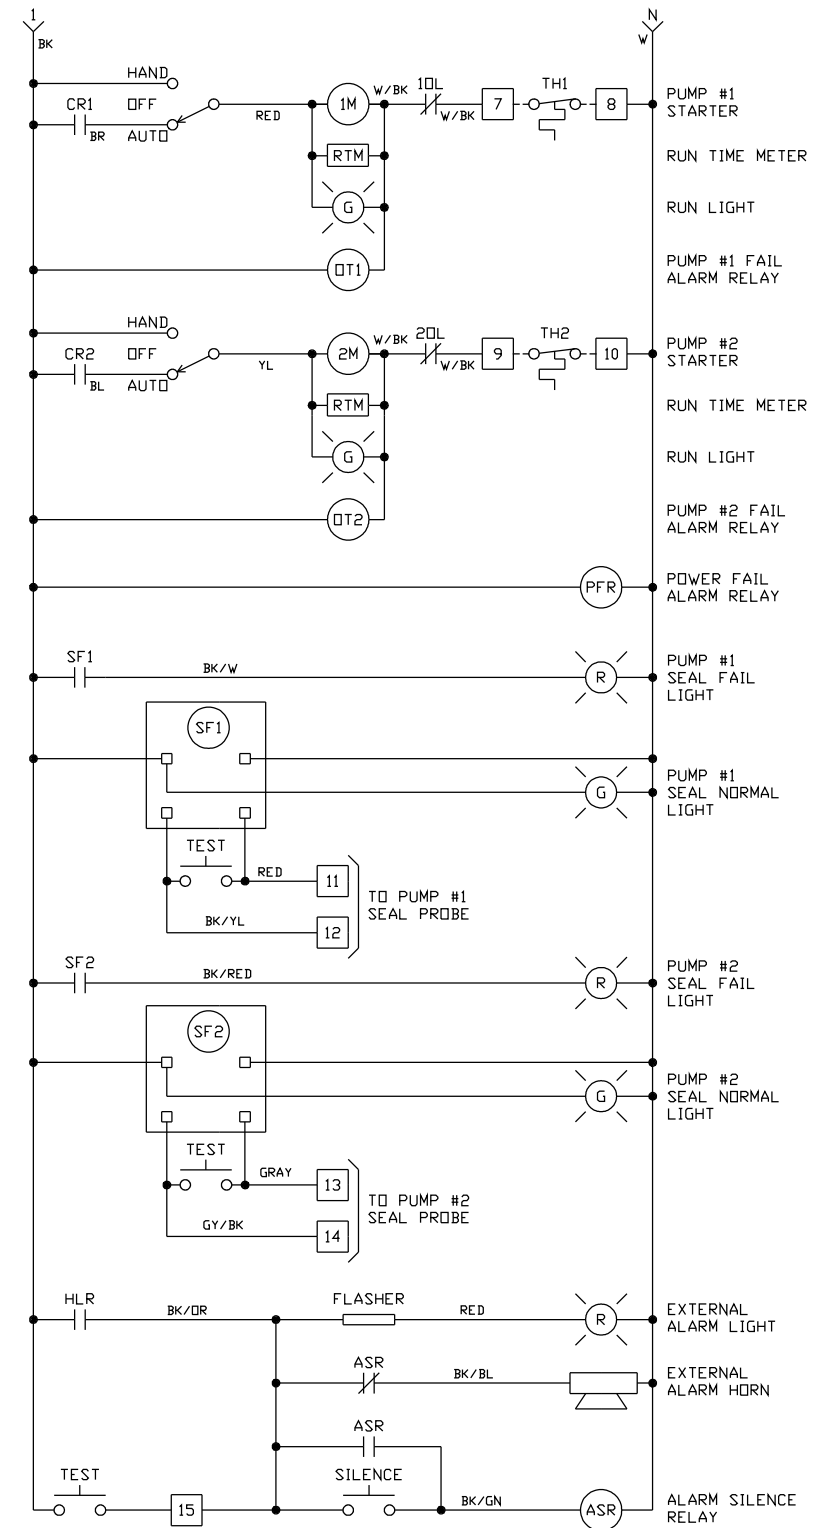 1
N
BK
W
HAND
CR1
OFF
BR
AUTO
RED
1M
W/BK
1OL
W/BK
7
TH1
8
PUMP #1
STARTER
RTM
RUN TIME METER
G
RUN LIGHT
OT1
PUMP #1 FAIL
ALARM RELAY
HAND
CR2
OFF
BL
AUTO
YL
2M
W/BK
2OL
W/BK
9
TH2
10
PUMP #2
STARTER
RTM
RUN TIME METER
G
RUN LIGHT
OT2
PUMP #2 FAIL
ALARM RELAY
PFR
POWER FAIL
ALARM RELAY
SF1
BK/W
R
PUMP #1
SEAL FAIL
LIGHT
SF1
G
PUMP #1
SEAL NORMAL
LIGHT
TEST
RED
11
BK/YL
12
TO PUMP #1
SEAL PROBE
SF2
BK/RED
R
PUMP #2
SEAL FAIL
LIGHT
SF2
G
PUMP #2
SEAL NORMAL
LIGHT
TEST
GRAY
13
GY/BK
14
TO PUMP #2
SEAL PROBE
HLR
BK/OR
FLASHER
RED
R
EXTERNAL
ALARM LIGHT
ASR
BK/BL
EXTERNAL
ALARM HORN
ASR
TEST
15
SILENCE
BK/GN
ASR
ALARM SILENCE
RELAY